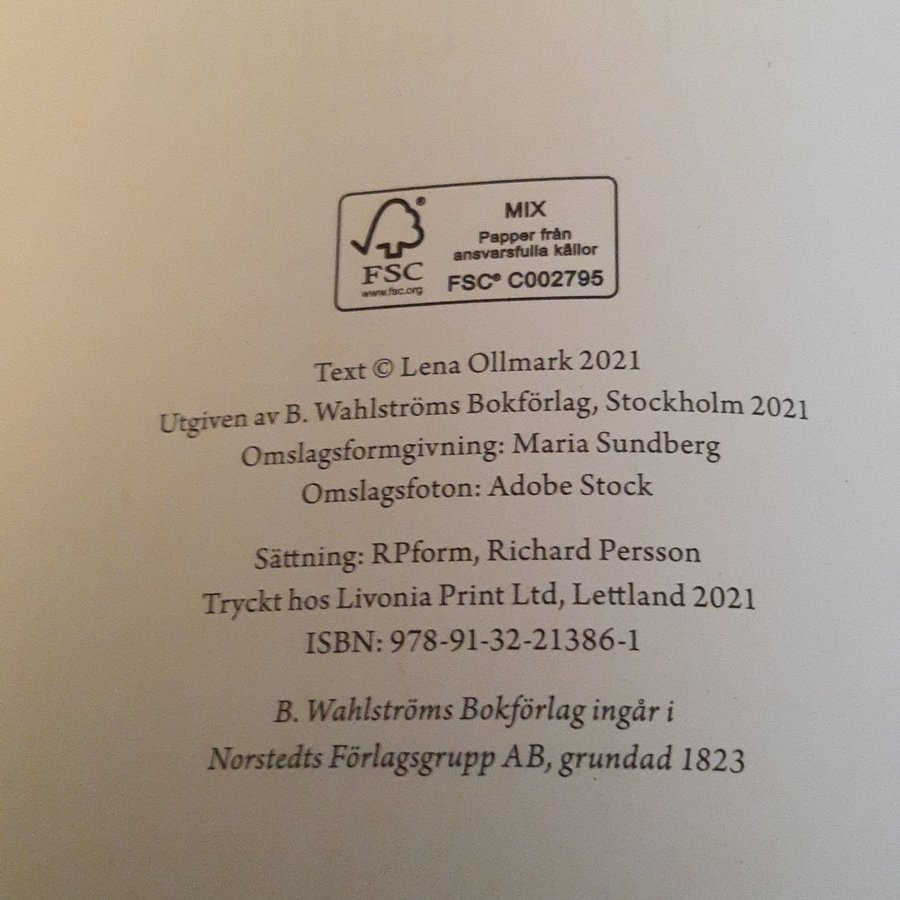 FSC®
www.fsc.org
MIX
Papper från
ansvarsfulla källor
FSC® C002795
Text © Lena Ollmark 2021
Utgiven av B. Wahlströms Bokförlag, Stockholm 2021
Omslagsformgivning: Maria Sundberg
Omslagsfoton: Adobe Stock
Sättning: RPform, Richard Persson
Tryckt hos Livonia Print Ltd, Lettland 2021
ISBN: 978-91-32-21386-1
B. Wahlströms Bokförlag ingår i
Norstedts Förlagsgrupp AB, grundad 1823